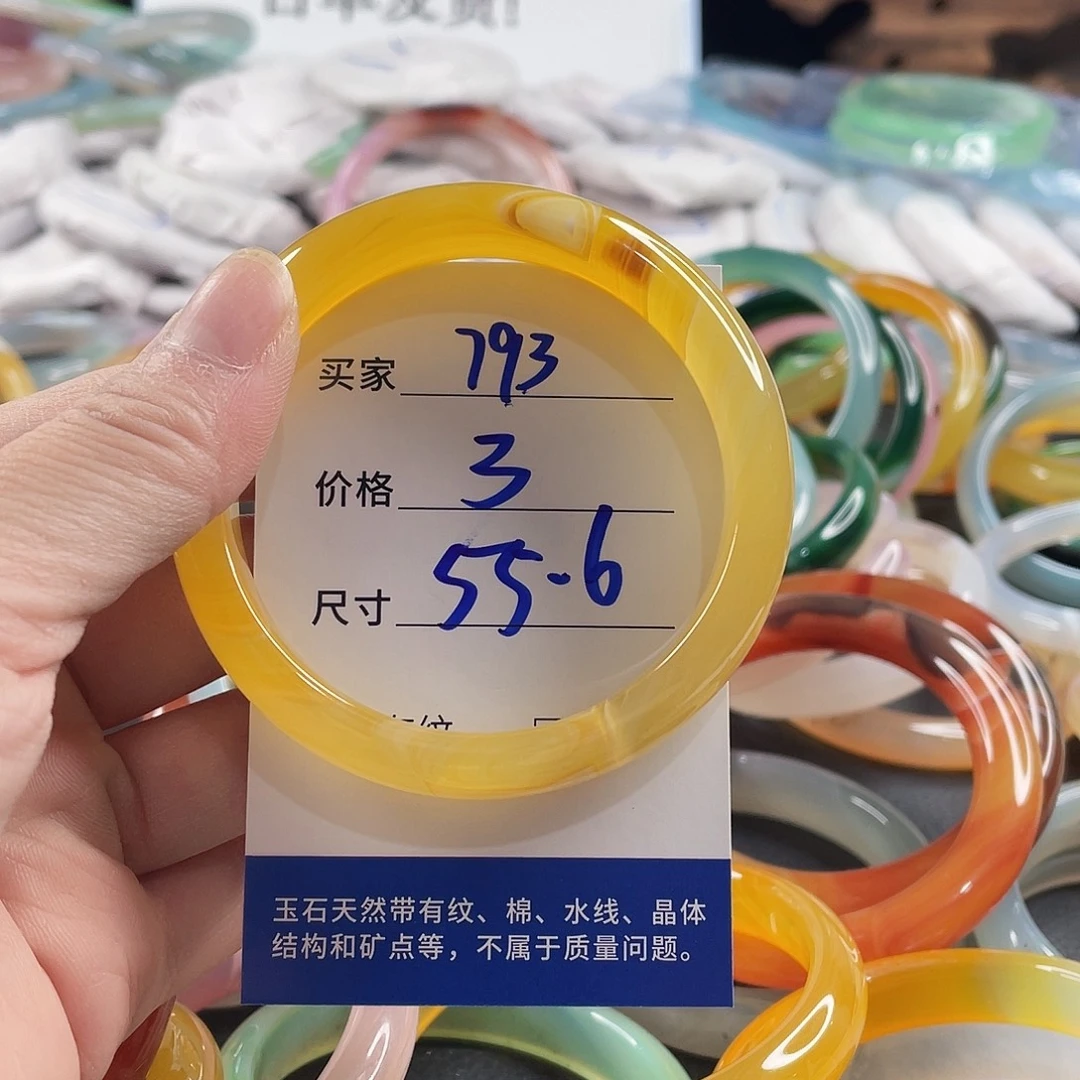 买家 793
价格 3
尺寸 55-6
玉石天然带有纹、棉、水线、晶体
结构和矿点等，不属于质量问题。